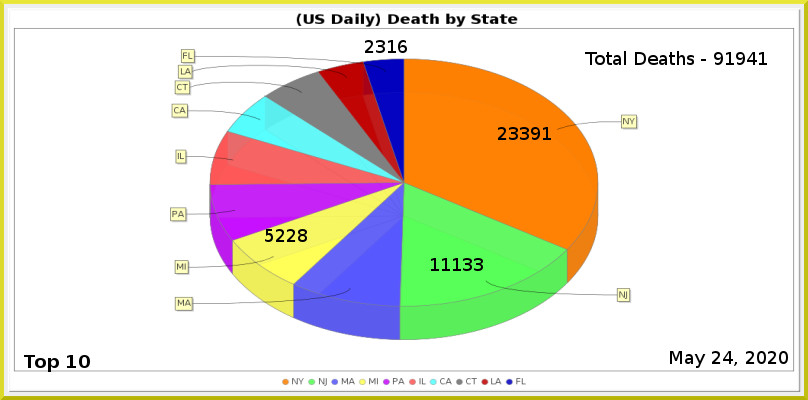 (US Daily) Death by State
2316
Total Deaths - 91941
FL
LA
CT
CA
IL
PA
MI
MA
NY
NJ
23391
5228
11133
Top 10
May 24, 2020
NY NJ MA MI PA IL CA CT LA FL